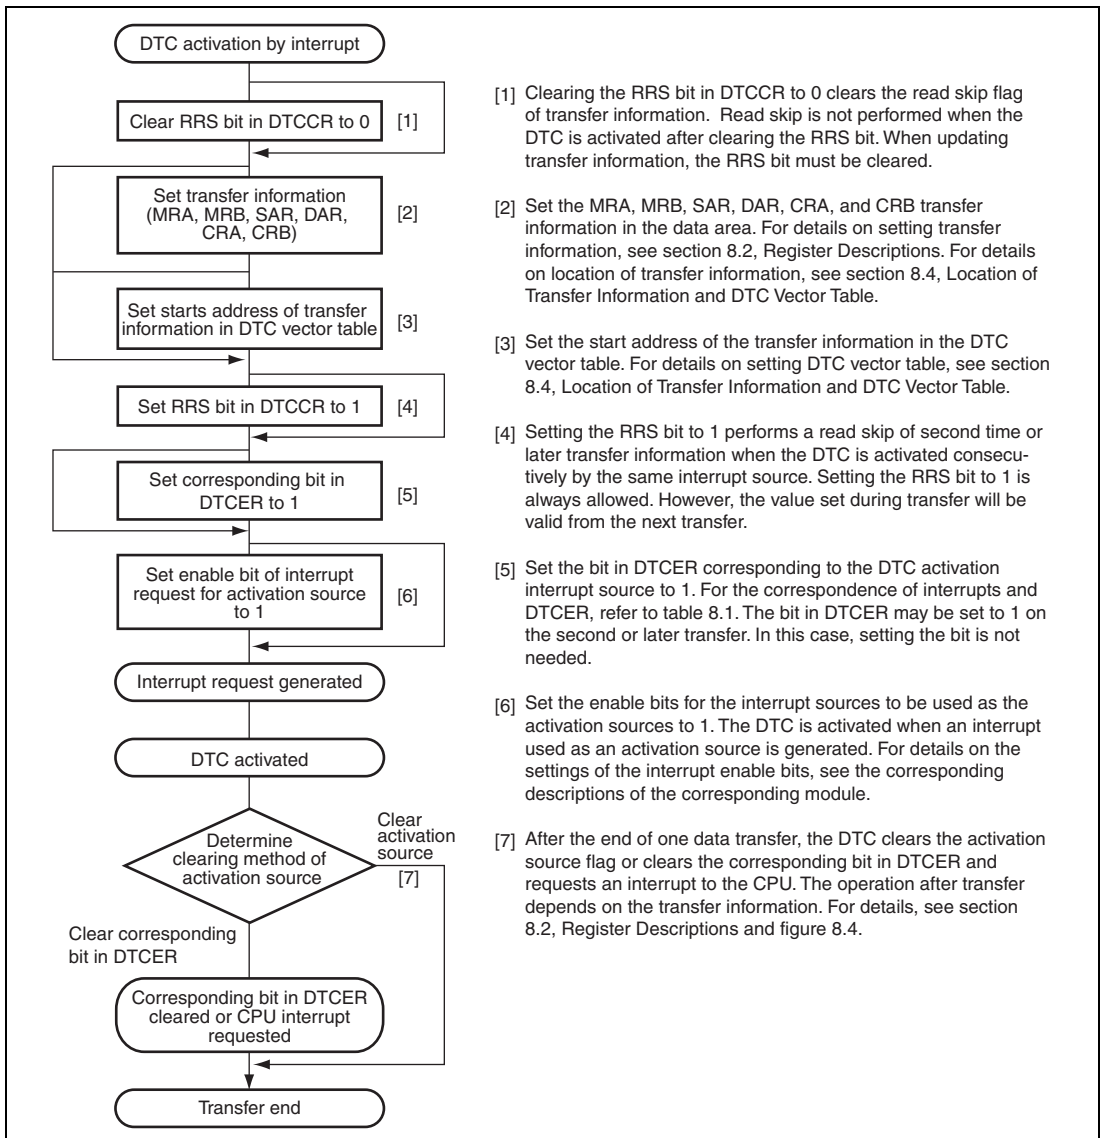 DTC activation by interrupt
Clear RRS bit in DTCCR to 0
[1]
Set transfer information
(MRA, MRB, SAR, DAR,
CRA, CRB)
[2]
Set starts address of transfer
information in DTC vector table
[3]
Set RRS bit in DTCCR to 1
[4]
Set corresponding bit in
DTCER to 1
[5]
Set enable bit of interrupt
request for activation source
to 1
[6]
Interrupt request generated
DTC activated
Determine
clearing method of
activation source
Clear
activation
source
[7]
Clear corresponding
bit in DTCER
Corresponding bit in DTCER
cleared or CPU interrupt
requested
Transfer end
[1] Clearing the RRS bit in DTCCR to 0 clears the read skip flag
of transfer information. Read skip is not performed when the
DTC is activated after clearing the RRS bit. When updating
transfer information, the RRS bit must be cleared.
[2] Set the MRA, MRB, SAR, DAR, CRA, and CRB transfer
information in the data area. For details on setting transfer
information, see section 8.2, Register Descriptions. For details
on location of transfer information, see section 8.4, Location of
Transfer Information and DTC Vector Table.
[3] Set the start address of the transfer information in the DTC
vector table. For details on setting DTC vector table, see section
8.4, Location of Transfer Information and DTC Vector Table.
[4] Setting the RRS bit to 1 performs a read skip of second time or
later transfer information when the DTC is activated consecu-
tively by the same interrupt source. Setting the RRS bit to 1 is
always allowed. However, the value set during transfer will be
valid from the next transfer.
[5] Set the bit in DTCER corresponding to the DTC activation
interrupt source to 1. For the correspondence of interrupts and
DTCER, refer to table 8.1. The bit in DTCER may be set to 1 on
the second or later transfer. In this case, setting the bit is not
needed.
[6] Set the enable bits for the interrupt sources to be used as the
activation sources to 1. The DTC is activated when an interrupt
used as an activation source is generated. For details on the
settings of the interrupt enable bits, see the corresponding
descriptions of the corresponding module.
[7] After the end of one data transfer, the DTC clears the activation
source flag or clears the corresponding bit in DTCER and
requests an interrupt to the CPU. The operation after transfer
depends on the transfer information. For details, see section
8.2, Register Descriptions and figure 8.4.